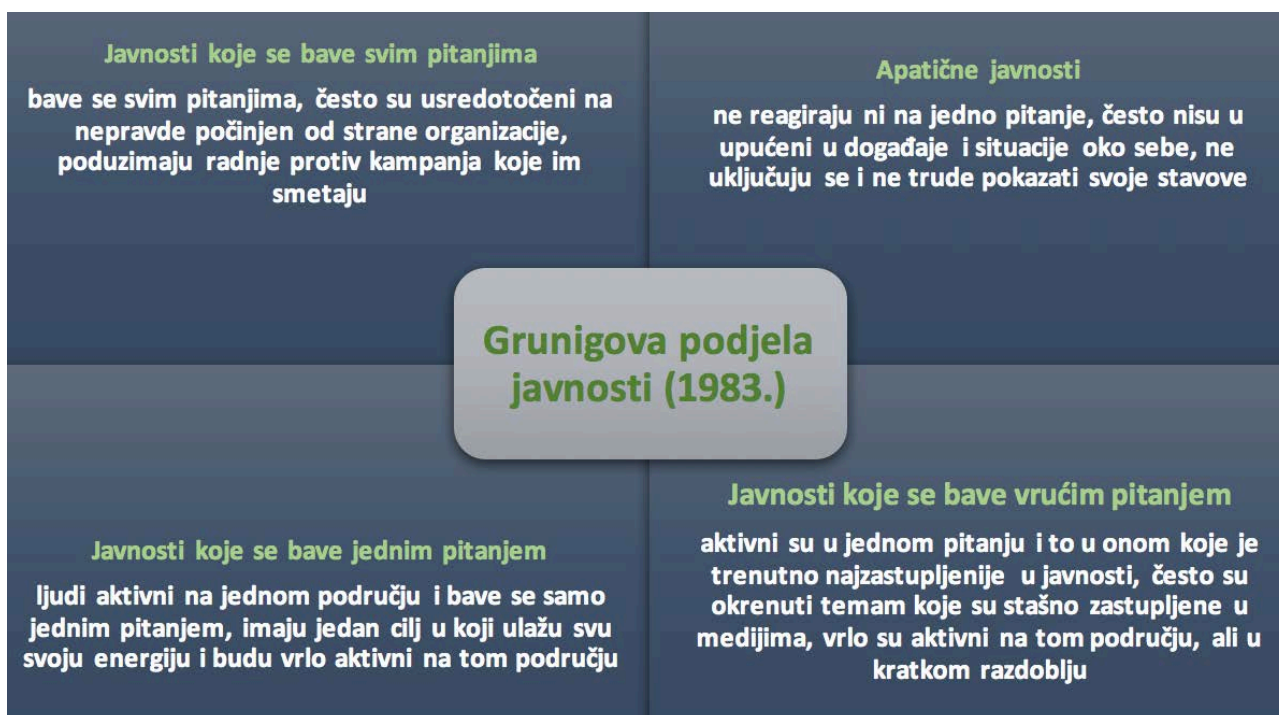 Javnosti koje se bave svim pitanjima
bave se svim pitanjima, često su usredotočeni na
nepravde počinjen od strane organizacije,
poduzimaju radnje protiv kampanja koje im
smetaju
Apatične javnosti
ne reagiraju ni na jedno pitanje, često nisu u
upućeni u događaje i situacije oko sebe, ne
uključuju se i ne trude pokazati svoje stavove
Grunigova podjela
javnosti (1983.)
Javnosti koje se bave jednim pitanjem
ljudi aktivni na jednom području i bave se samo
jednim pitanjem, imaju jedan cilj u koji ulažu svu
svoju energiju i budu vrlo aktivni na tom području
Javnosti koje se bave vrućim pitanjem
aktivni su u jednom pitanju i to u onom koje je
trenutno najzastupljenije u javnosti, često su
okrenuti temam koje su stašno zastupljene u
medijima, vrlo su aktivni na tom području, ali u
kratkom razdoblju